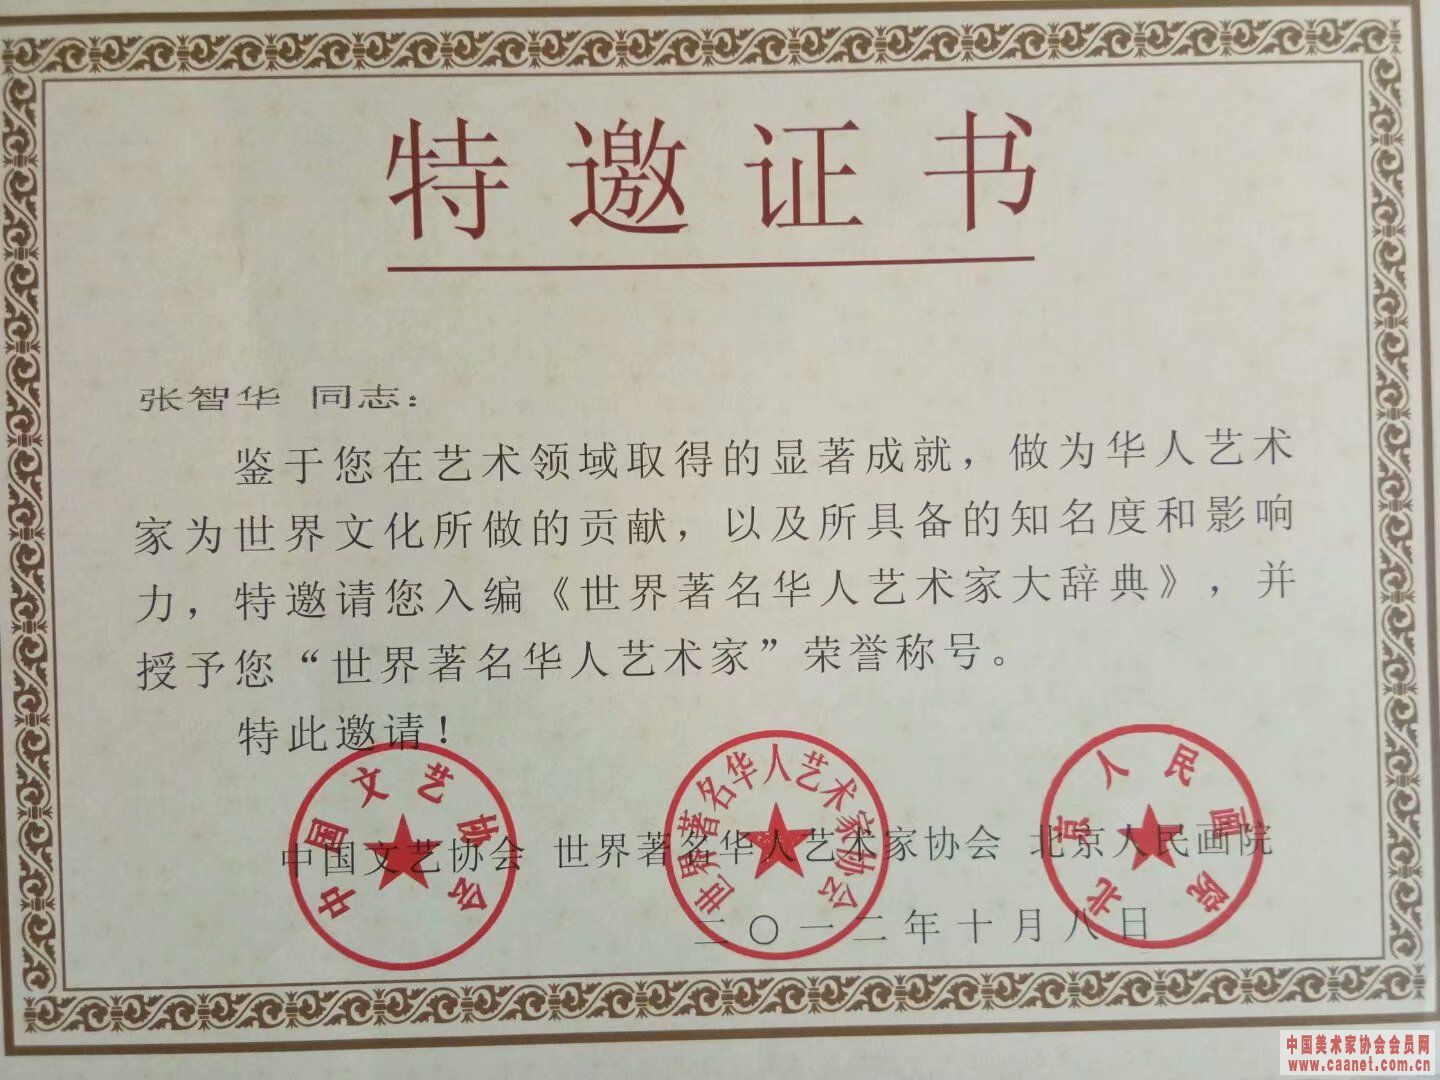 特邀证书
张智华 同志：
鉴于您在艺术领域取得的显著成就，做为华人艺术
家为世界文化所做的贡献，以及所具备的知名度和影响
力，特邀请您入编《世界著名华人艺术家大辞典》，并
授予您“世界著名华人艺术家”荣誉称号。
特此邀请！
中国文艺协会
世界著名华人艺术家协会
北京人民画院
中国文艺协会 世界著名华人艺术家协会 北京人民画院
二〇一二年十月八日
中国美术家协会会员网
www.caanet.com.cn